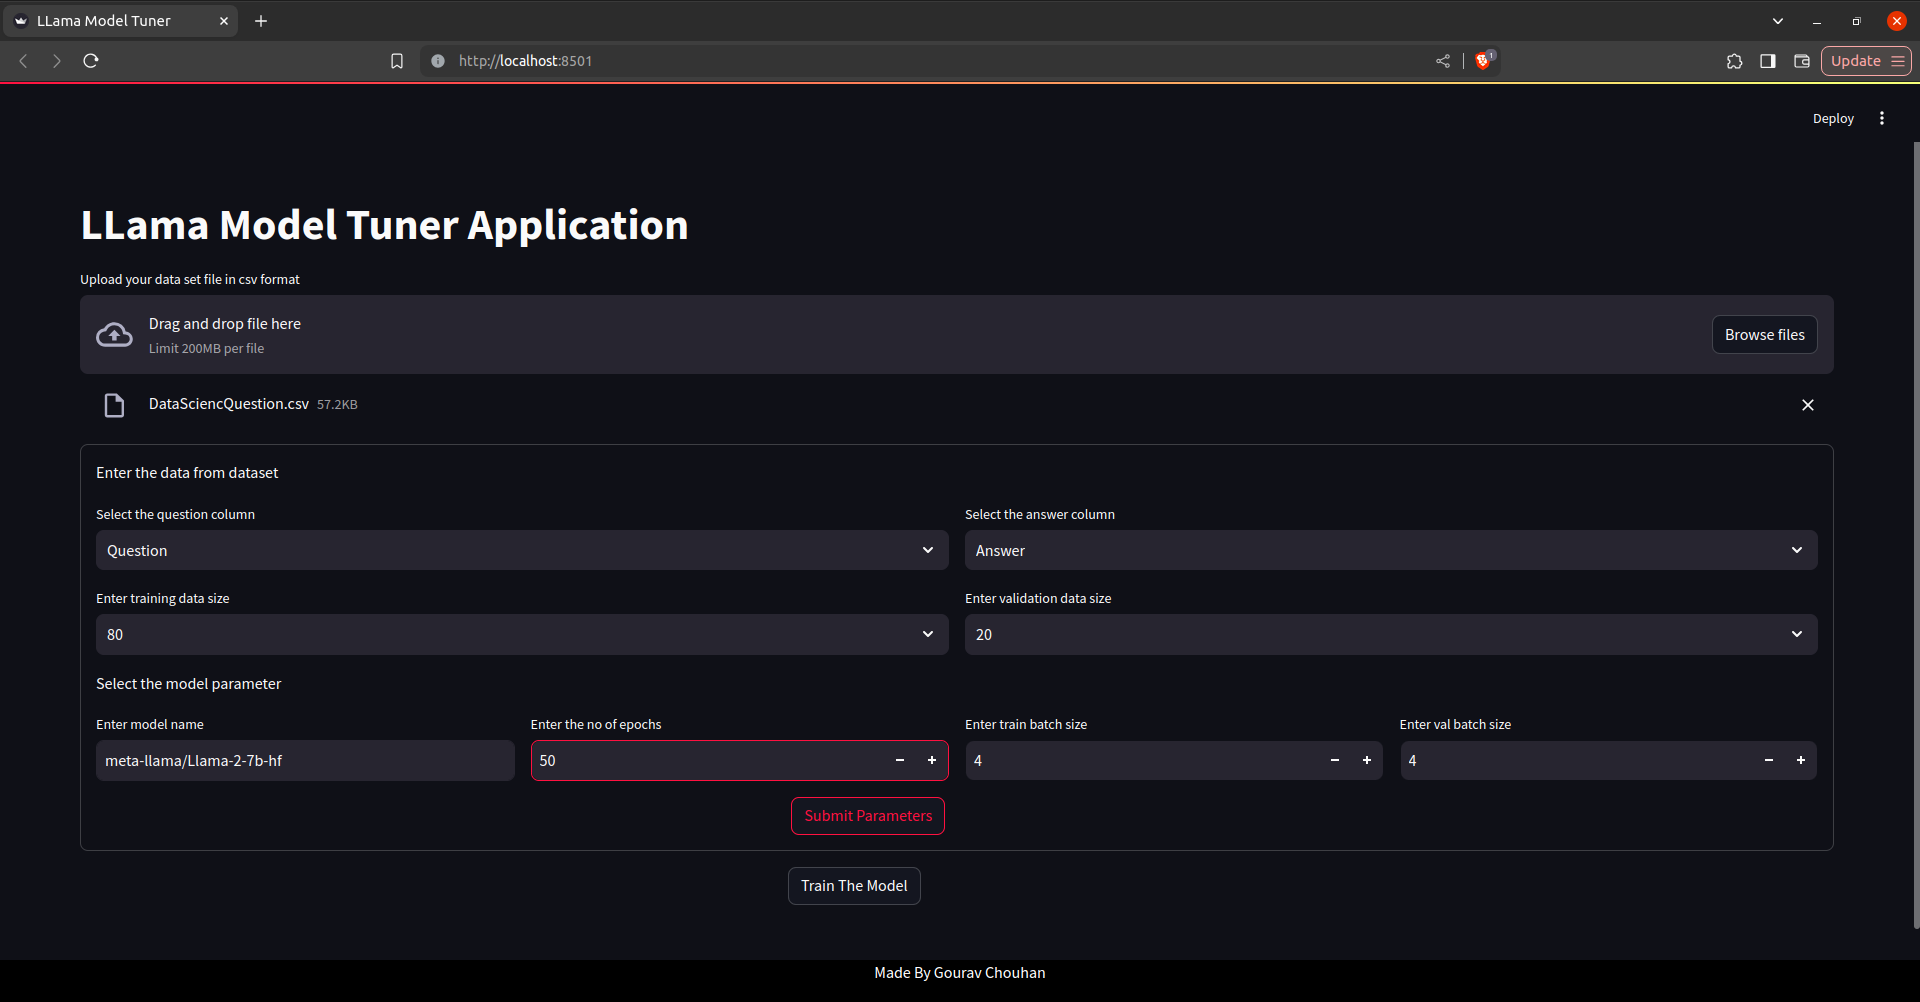 LLama Model Tuner
http://localhost:8501
1
Update
Deploy
LLama Model Tuner Application
Upload your data set file in csv format
Drag and drop file here
Limit 200MB per file
Browse files
DataSciencQuestion.csv 57.2KB
Enter the data from dataset
Select the question column
Select the answer column
Question
Answer
Enter training data size
Enter validation data size
80
20
Select the model parameter
Enter model name
Enter the no of epochs
Enter train batch size
Enter val batch size
meta-llama/Llama-2-7b-hf
50
4
4
Submit Parameters
Train The Model
Made By Gourav Chouhan